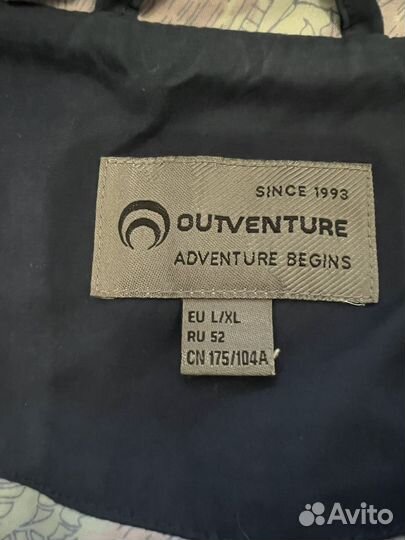 SINCE 1993
OUTVENTURE
ADVENTURE BEGINS
EU L/XL
RU 52
CN 175/104A
Avito